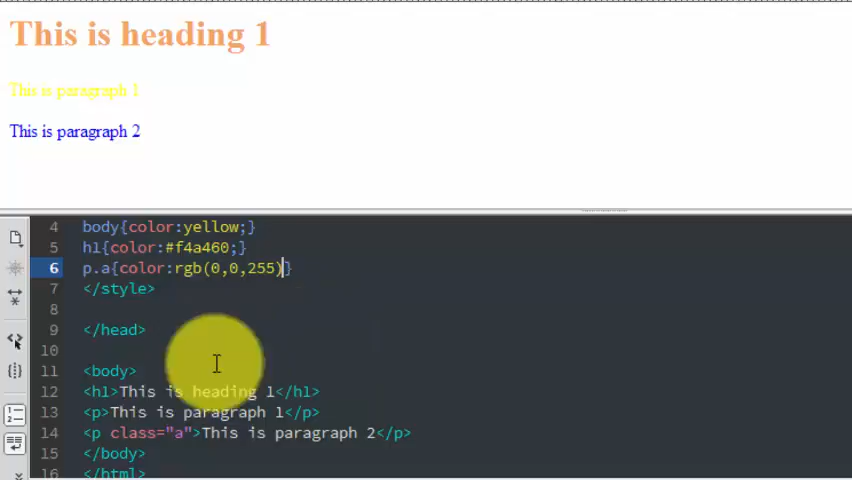 This is heading 1
This is paragraph 1
This is paragraph 2
4 body{color:yellow;}
5 h1{color:#f4a460;}
6 p.a{color:rgb(0,0,255)}
7 </style>
8
9 </head>
10
11 <body>
12 <h1>This is heading 1</h1>
13 <p>This is paragraph 1</p>
14 <p class="a">This is paragraph 2</p>
15 </body>
16 </html>